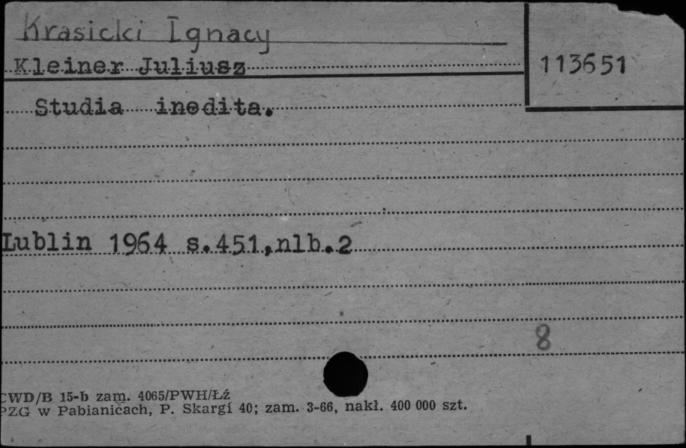 Krasicki Ignacy
Kleiner Juliusz
113651
Studia inedita.
Lublin 1964 s.451,nlb.2
8
CWD/B 15-b zam. 4065/PWH/Łź
PZG w Pabianicach, P. Skargi 40; zam. 3-66, nakł. 400 000 szt.